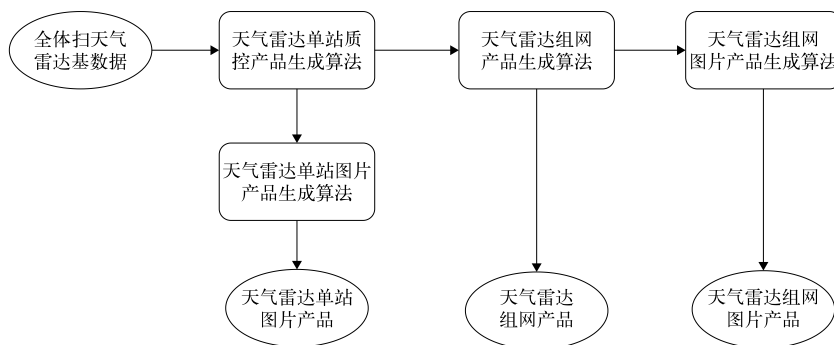 全体扫天气
雷达基数据
天气雷达单站质
控产品生成算法
天气雷达组网
产品生成算法
天气雷达组网
图片产品生成算法
天气雷达单站图片
产品生成算法
天气雷达单站
图片产品
天气雷达
组网产品
天气雷达组网
图片产品